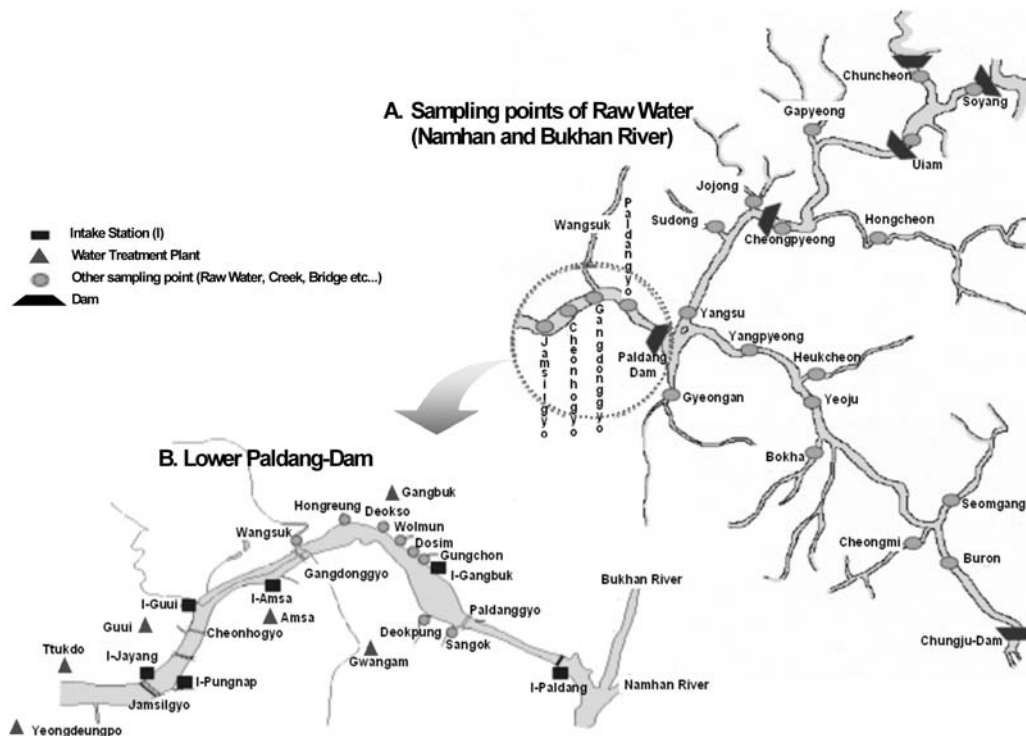 A. Sampling points of Raw Water
(Namhan and Bukhan River)
Intake Station (I)
Water Treatment Plant
Other sampling point (Raw Water, Creek, Bridge etc...)
Dam
Chuncheon
Soyang
Gapyeong
Uiam
Jojong
Sudong
Paldangyo
Wangsuk
Cheongpyeong
Hongcheon
Yangsu
Yangpyeong
Heukcheon
Paldang
Dam
Gangdonggyo
Cheonhogyo
Jamsilgyo
Gyeongan
Yeoju
Bokha
Seomgang
Cheongmi
Buron
Chungju-Dam
B. Lower Paldang-Dam
Gangbuk
Hongreung
Deokso
Wolmun
Wangsuk
Dosim
Gungchon
Gangdonggyo
I-Gangbuk
Bukhan River
I-Guui
I-Amsa
Paldanggyo
Guui
Amsa
Cheonhogyo
Deokpung
Sangok
Ttukdo
Gwangam
I-Jayang
I-Pungnap
I-Paldang
Namhan River
Jamsilgyo
Yeongdeungpo